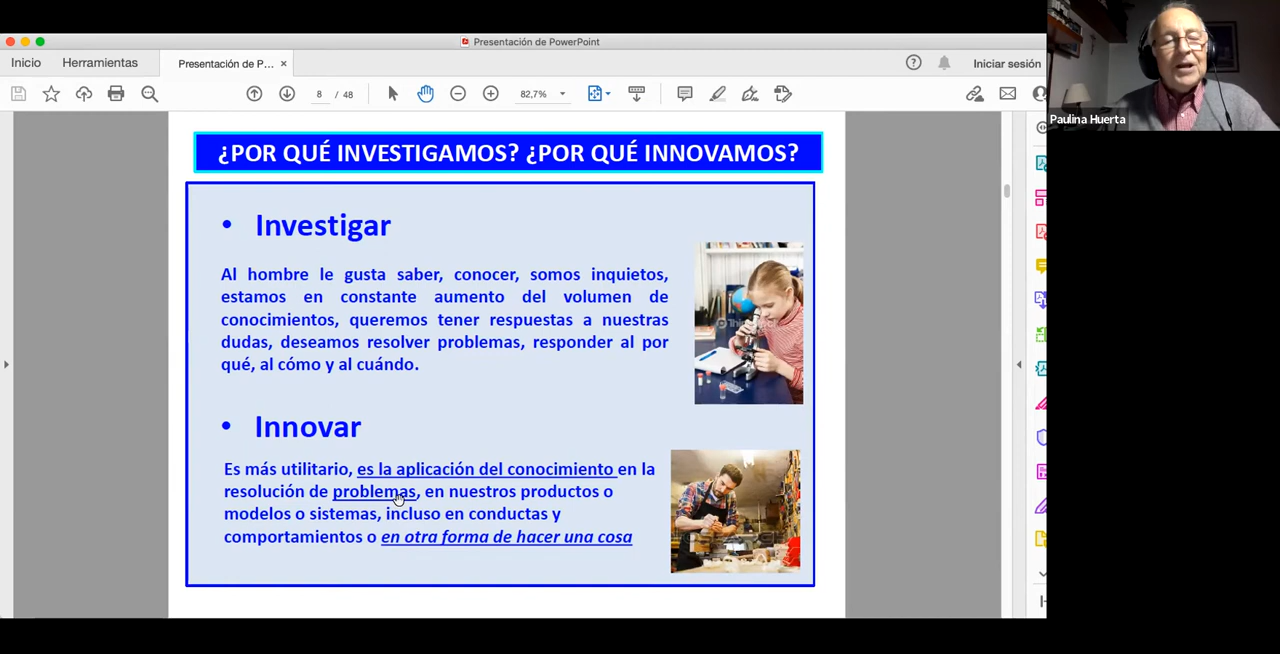 Presentación de PowerPoint
Inicio
Herramientas
Presentación de P...
Iniciar sesión
8 / 48
82,7%
Paulina Huerta
¿POR QUÉ INVESTIGAMOS? ¿POR QUÉ INNOVAMOS?
• Investigar
Al hombre le gusta saber, conocer, somos inquietos,
estamos en constante aumento del volumen de
conocimientos, queremos tener respuestas a nuestras
dudas, deseamos resolver problemas, responder al por
qué, al cómo y al cuándo.
• Innovar
Es más utilitario, es la aplicación del conocimiento en la
resolución de problemas, en nuestros productos o
modelos o sistemas, incluso en conductas y
comportamientos o en otra forma de hacer una cosa